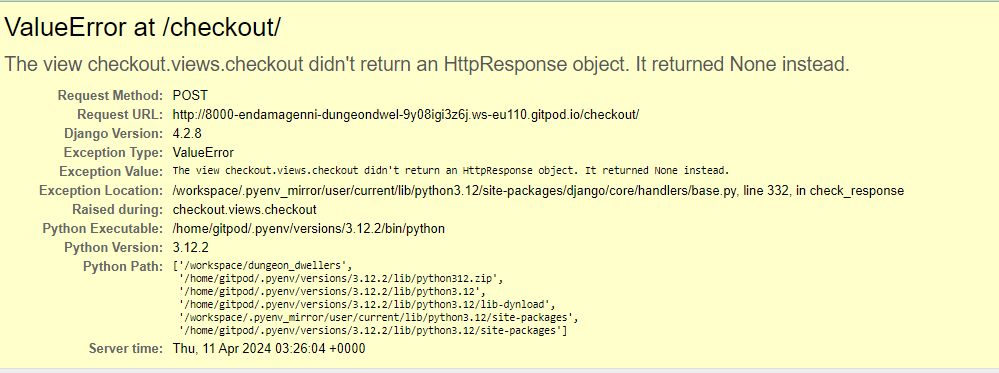 ValueError at /checkout/
The view checkout.views.checkout didn't return an HttpResponse object. It returned None instead.
Request Method: POST
Request URL: http://8000-endamagenni-dungeondwel-9y08igi3z6j.ws-eu110.gitpod.io/checkout/
Django Version: 4.2.8
Exception Type: ValueError
Exception Value: The view checkout.views.checkout didn't return an HttpResponse object. It returned None instead.
Exception Location: /workspace/.pyenv_mirror/user/current/lib/python3.12/site-packages/django/core/handlers/base.py, line 332, in check_response
Raised during: checkout.views.checkout
Python Executable: /home/gitpod/.pyenv/versions/3.12.2/bin/python
Python Version: 3.12.2
Python Path: ['/workspace/dungeon_dwellers',
'/home/gitpod/.pyenv/versions/3.12.2/lib/python312.zip',
'/home/gitpod/.pyenv/versions/3.12.2/lib/python3.12',
'/home/gitpod/.pyenv/versions/3.12.2/lib/python3.12/lib-dynload',
'/workspace/.pyenv_mirror/user/current/lib/python3.12/site-packages',
'/home/gitpod/.pyenv/versions/3.12.2/lib/python3.12/site-packages']
Server time: Thu, 11 Apr 2024 03:26:04 +0000